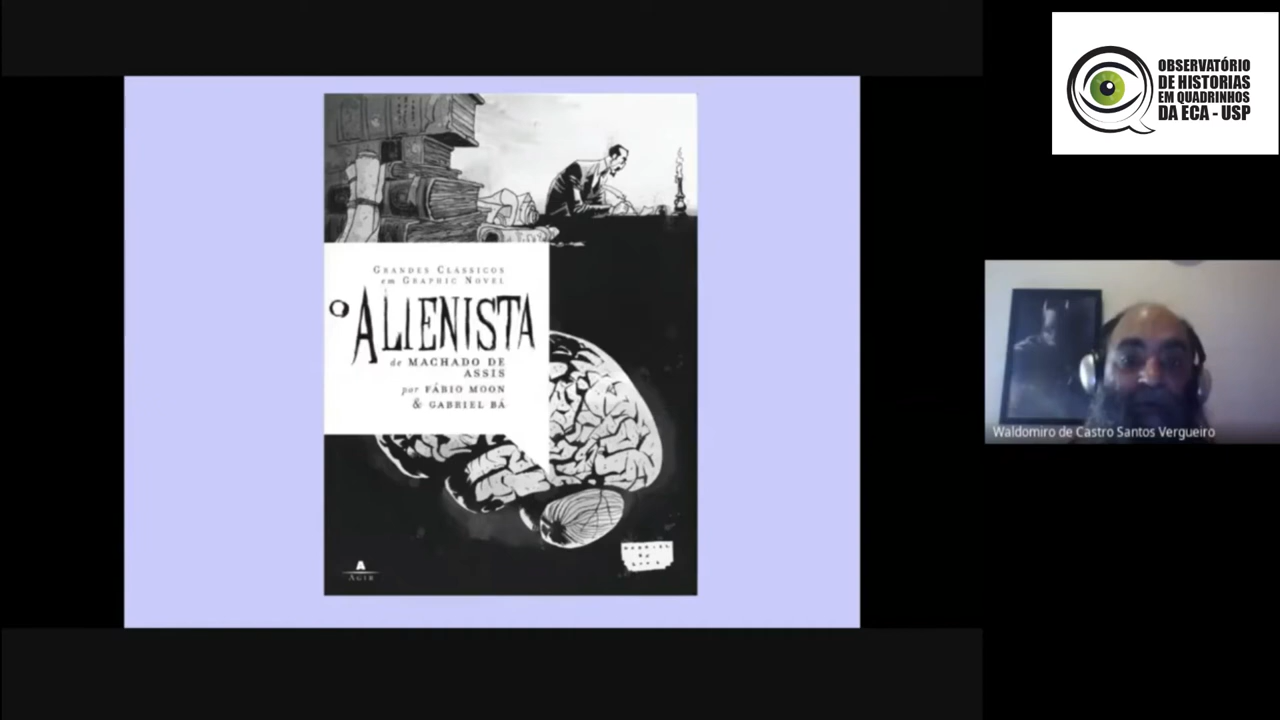 GRANDES CLÁSSICOS
em GRAPHIC NOVEL
O ALIENISTA
de MACHADO DE
ASSIS
por FÁBIO MOON
& GABRIEL BÁ
A
AGIR
OBSERVATÓRIO
DE HISTORIAS
EM QUADRINHOS
DA ECA - USP
Waldomiro de Castro Santos Vergueiro